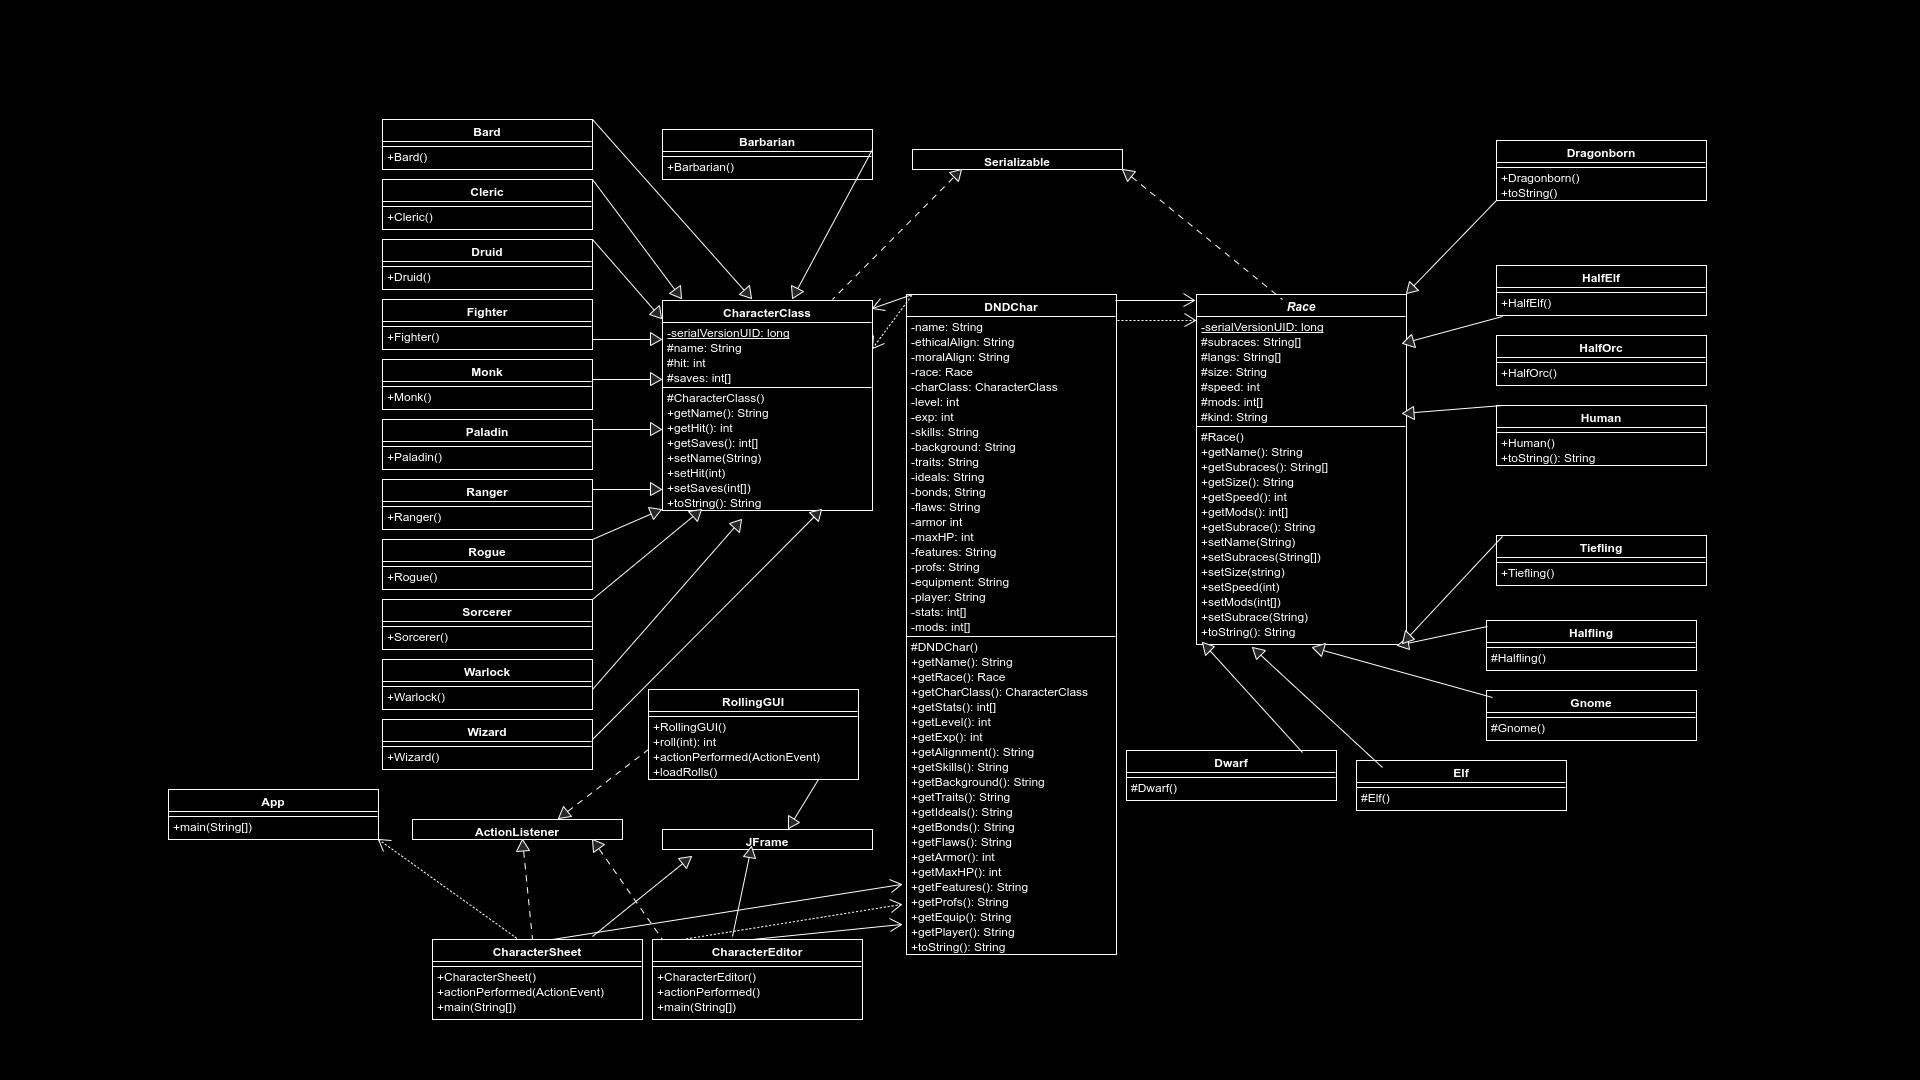 Bard
+Bard()
Cleric
+Cleric()
Druid
+Druid()
Fighter
+Fighter()
Monk
+Monk()
Paladin
+Paladin()
Ranger
+Ranger()
Rogue
+Rogue()
Sorcerer
+Sorcerer()
Warlock
+Warlock()
Wizard
+Wizard()
Barbarian
+Barbarian()
Serializable
CharacterClass
-serialVersionUID: long
#name: String
#hit: int
#saves: int[]
#CharacterClass()
+getName(): String
+getHit(): int
+getSaves(): int[]
+setName(String)
+setHit(int)
+setSaves(int[])
+toString(): String
DNDChar
-name: String
-ethicalAlign: String
-moralAlign: String
-race: Race
-charClass: CharacterClass
-level: int
-exp: int
-skills: String
-background: String
-traits: String
-ideals: String
-bonds; String
-flaws: String
-armor int
-maxHP: int
-features: String
-profs: String
-equipment: String
-player: String
-stats: int[]
-mods: int[]
#DNDChar()
+getName(): String
+getRace(): Race
+getCharClass(): CharacterClass
+getStats(): int[]
+getLevel(): int
+getExp(): int
+getAlignment(): String
+getSkills(): String
+getBackground(): String
+getTraits(): String
+getIdeals(): String
+getBonds(): String
+getFlaws(): String
+getArmor(): int
+getMaxHP(): int
+getFeatures(): String
+getProfs(): String
+getEquip(): String
+getPlayer(): String
+toString(): String
Race
-serialVersionUID: long
#subraces: String[]
#langs: String[]
#size: String
#speed: int
#mods: int[]
#kind: String
#Race()
+getName(): String
+getSubraces(): String[]
+getSize(): String
+getSpeed(): int
+getMods(): int[]
+getSubrace(): String
+setName(String)
+setSubraces(String[])
+setSize(string)
+setSpeed(int)
+setMods(int[])
+setSubrace(String)
+toString(): String
Dragonborn
+Dragonborn()
+toString()
HalfElf
+HalfElf()
HalfOrc
+HalfOrc()
Human
+Human()
+toString(): String
Tiefling
+Tiefling()
Halfling
#Halfling()
Gnome
#Gnome()
Dwarf
#Dwarf()
Elf
#Elf()
RollingGUI
+RollingGUI()
+roll(int): int
+actionPerformed(ActionEvent)
+loadRolls()
App
+main(String[])
ActionListener
JFrame
CharacterSheet
+CharacterSheet()
+actionPerformed(ActionEvent)
+main(String[])
CharacterEditor
+CharacterEditor()
+actionPerformed()
+main(String[])